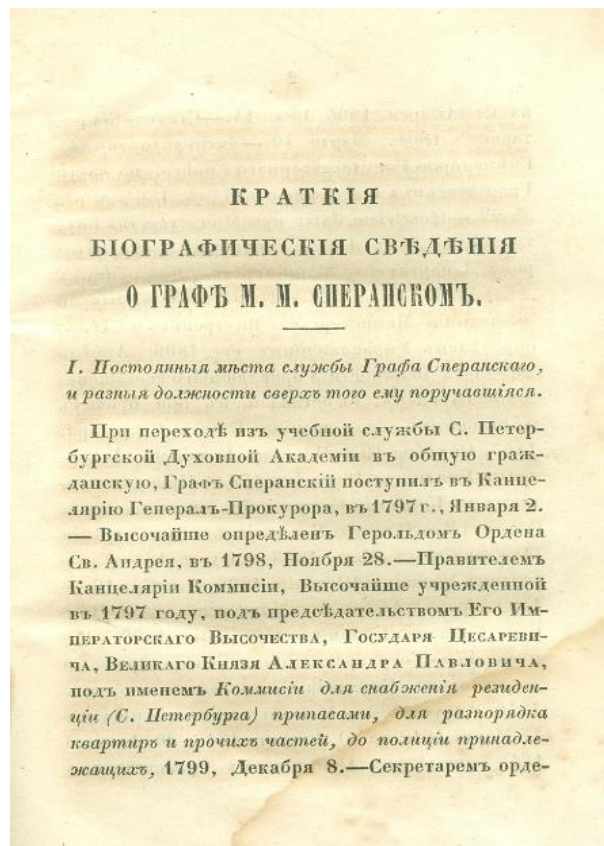 КРАТКІЯ
БІОГРАФИЧЕСКІЯ СВѢДѢНІЯ
О ГРАФѢ М. М. СПЕРАНСКОМЪ.
I. Постоянныя мѣста службы Графа Сперанскаго,
и разныя должности сверхъ того ему поручавшіяся.
При переходѣ изъ учебной службы С. Петер-
бургской Духовной Академіи въ общую граж-
данскую, Графъ Сперанскій поступилъ въ Канце-
лярію Генералъ-Прокурора, въ 1797 г., Января 2.
— Высочайше опредѣленъ Герольдомъ Ордена
Св. Андрея, въ 1798, Ноября 28.—Правителемъ
Канцеляріи Коммисіи, Высочайше учрежденной
въ 1797 году, подъ предсѣдательствомъ Его Им-
ператорскаго Высочества, Государя Цесареви-
ча, Великаго Князя Александра Павловича,
подъ именемъ Коммисіи для снабженія резиден-
ціи (С. Петербурга) припасами, для разпорядка
квартиръ и прочихъ частей, до полиціи принадле-
жащихъ, 1799, Декабря 8.—Секретаремъ орде-